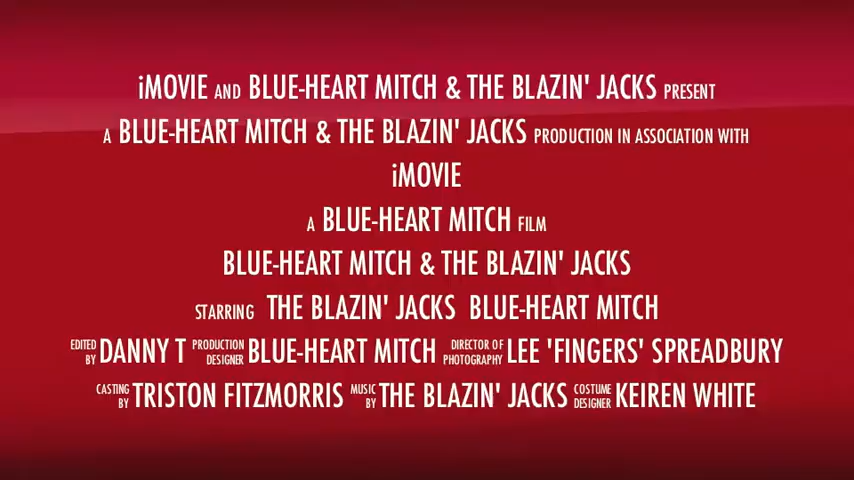 iMOVIE AND BLUE-HEART MITCH & THE BLAZIN' JACKS PRESENT
A BLUE-HEART MITCH & THE BLAZIN' JACKS PRODUCTION IN ASSOCIATION WITH
iMOVIE
A BLUE-HEART MITCH FILM
BLUE-HEART MITCH & THE BLAZIN' JACKS
STARRING THE BLAZIN' JACKS BLUE-HEART MITCH
EDITED BY DANNY T PRODUCTION DESIGNER BLUE-HEART MITCH DIRECTOR OF PHOTOGRAPHY LEE 'FINGERS' SPREADBURY
CASTING BY TRISTON FITZMORRIS MUSIC BY THE BLAZIN' JACKS COSTUME DESIGNER KEIREN WHITE